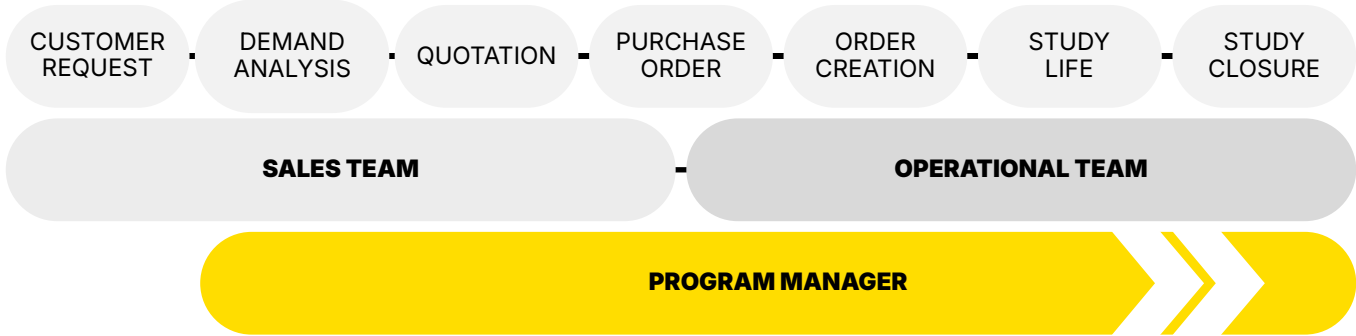 CUSTOMER
REQUEST
DEMAND
ANALYSIS
QUOTATION
PURCHASE
ORDER
ORDER
CREATION
STUDY
LIFE
STUDY
CLOSURE
SALES TEAM
OPERATIONAL TEAM
PROGRAM MANAGER